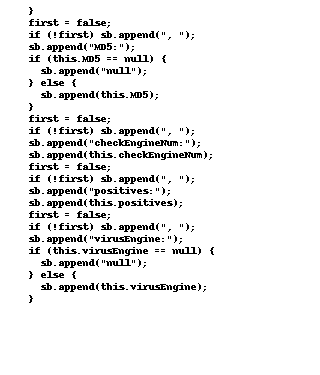 }
first = false;
if (!first) sb.append(", ");
sb.append("MD5:");
if (this.MD5 == null) {
sb.append("null");
} else {
sb.append(this.MD5);
}
first = false;
if (!first) sb.append(", ");
sb.append("checkEngineNum:");
sb.append(this.checkEngineNum);
first = false;
if (!first) sb.append(", ");
sb.append("positives:");
sb.append(this.positives);
first = false;
if (!first) sb.append(", ");
sb.append("virusEngine:");
if (this.virusEngine == null) {
sb.append("null");
} else {
sb.append(this.virusEngine);
}